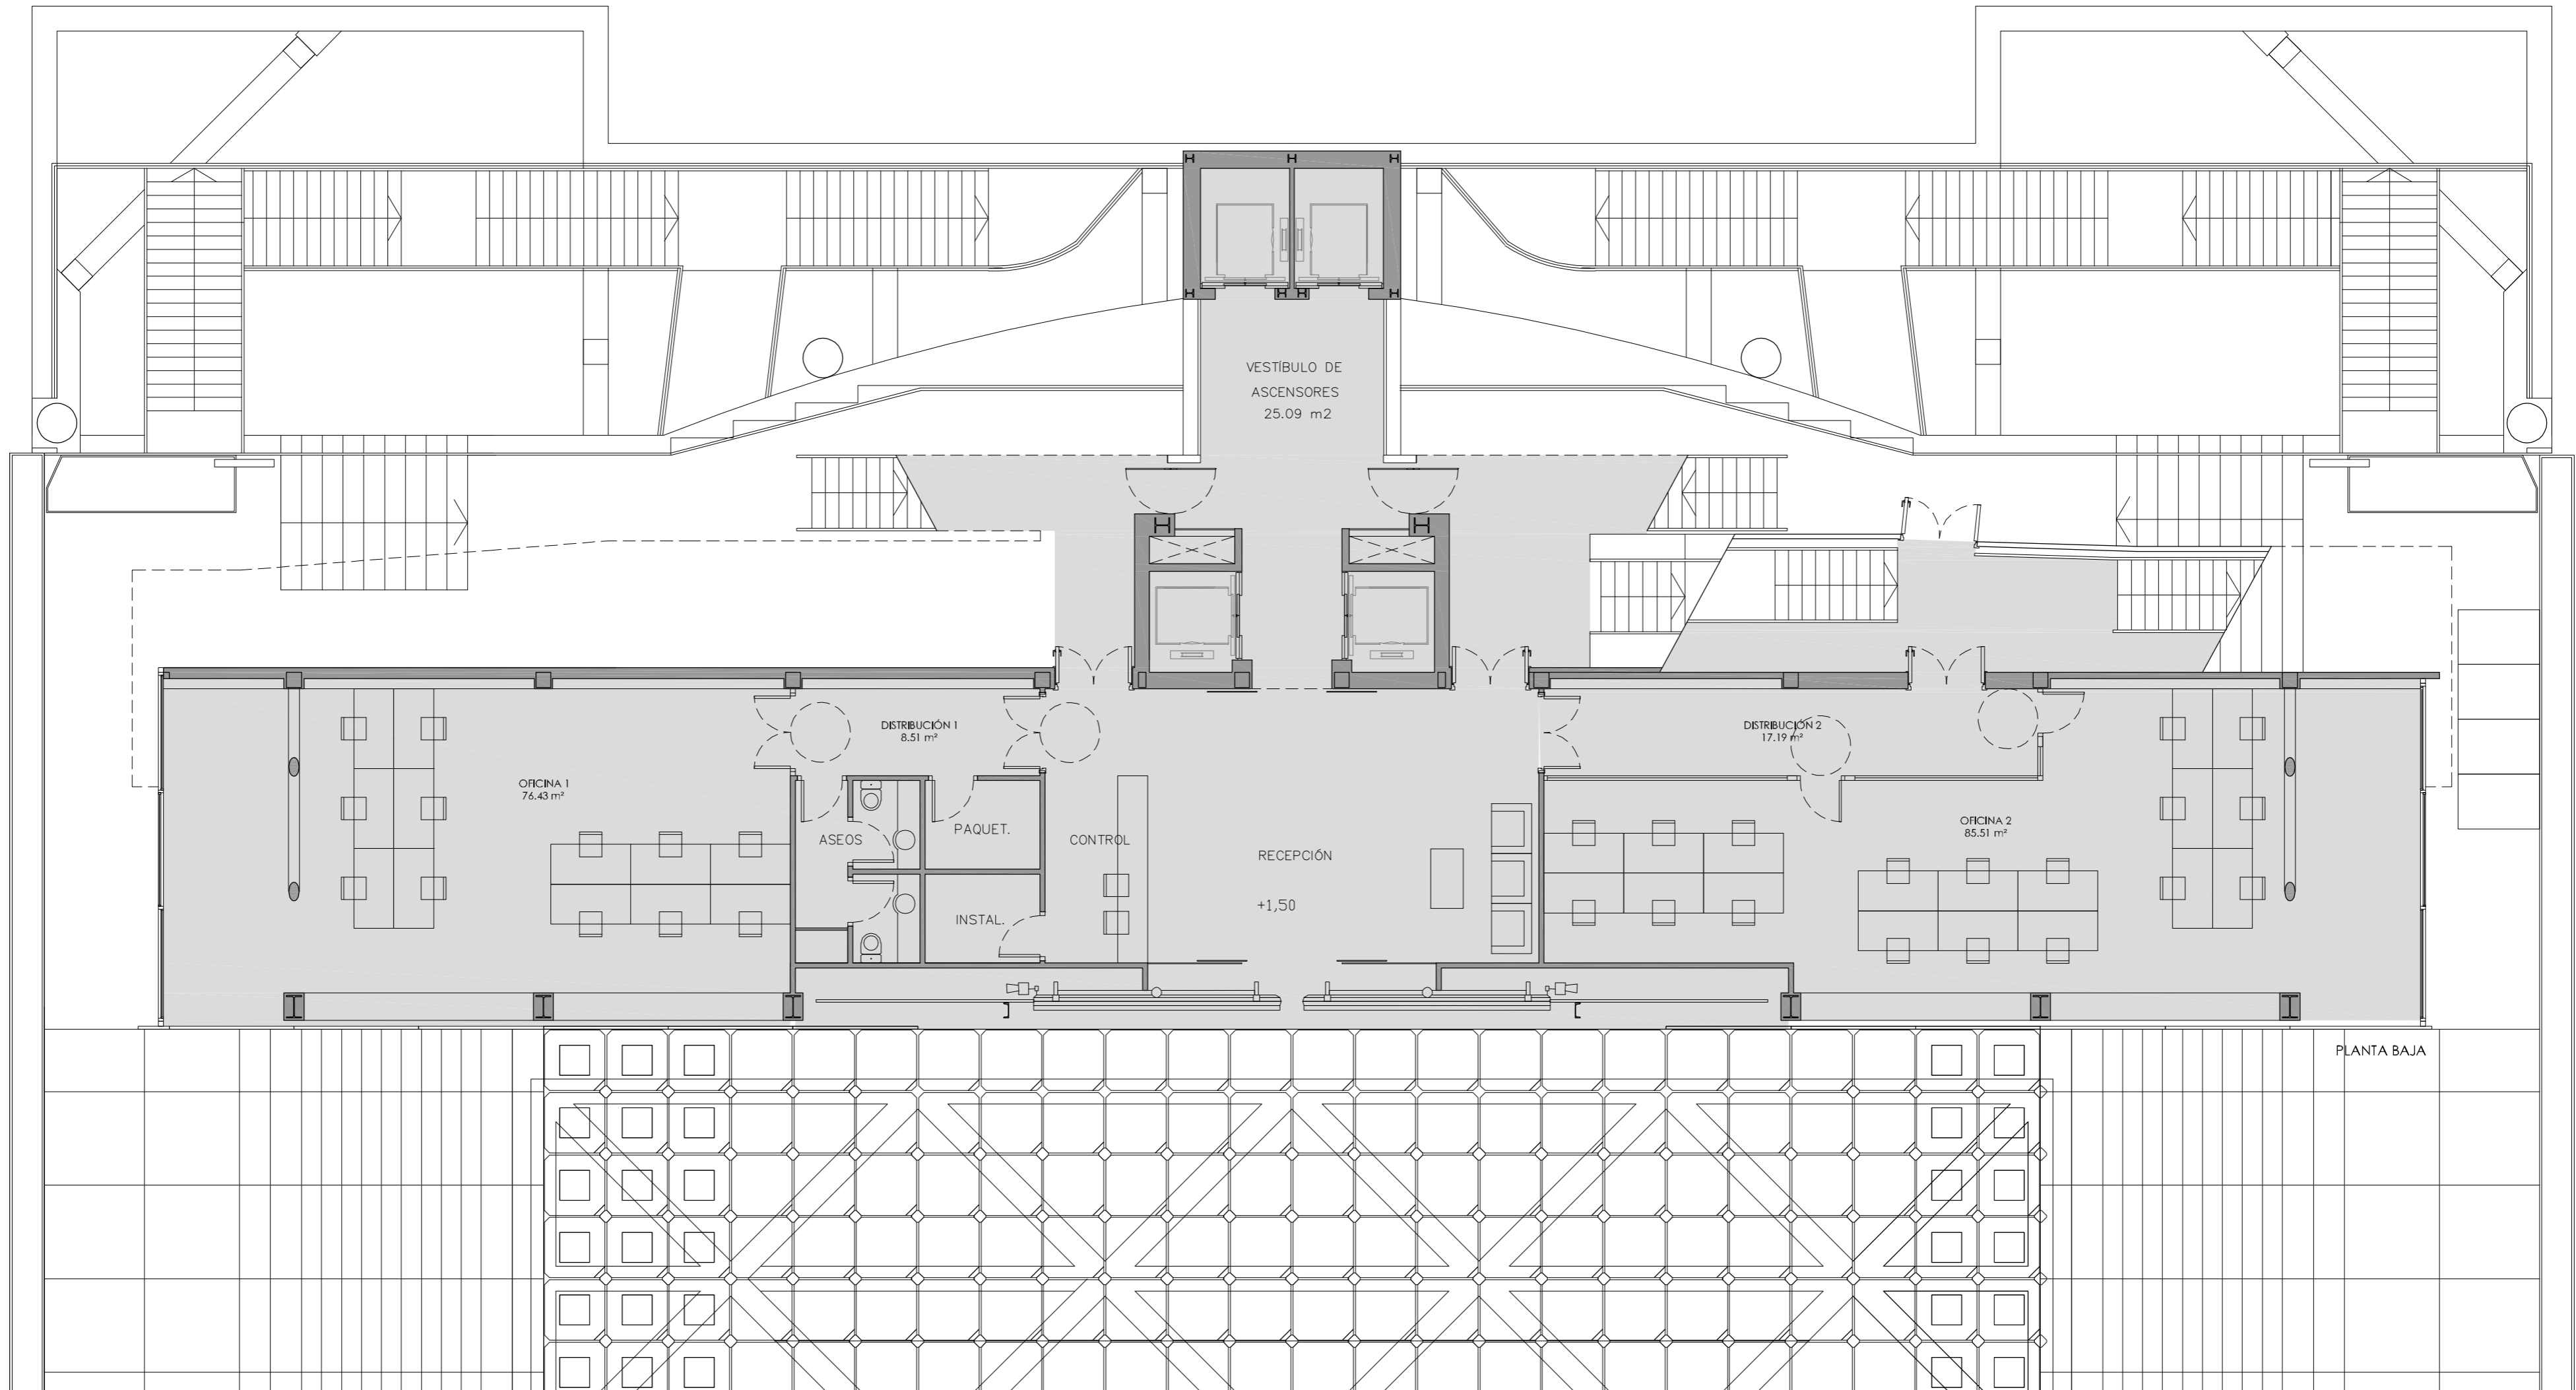 VESTÍBULO DE
ASCENSORES
25.09 m2
DISTRIBUCIÓN 1
8.51 m²
DISTRIBUCIÓN 2
17.19 m²
OFICINA 1
76.43 m²
ASEOS
PAQUET.
CONTROL
RECEPCIÓN
+1,50
INSTAL.
OFICINA 2
85.51 m²
PLANTA BAJA